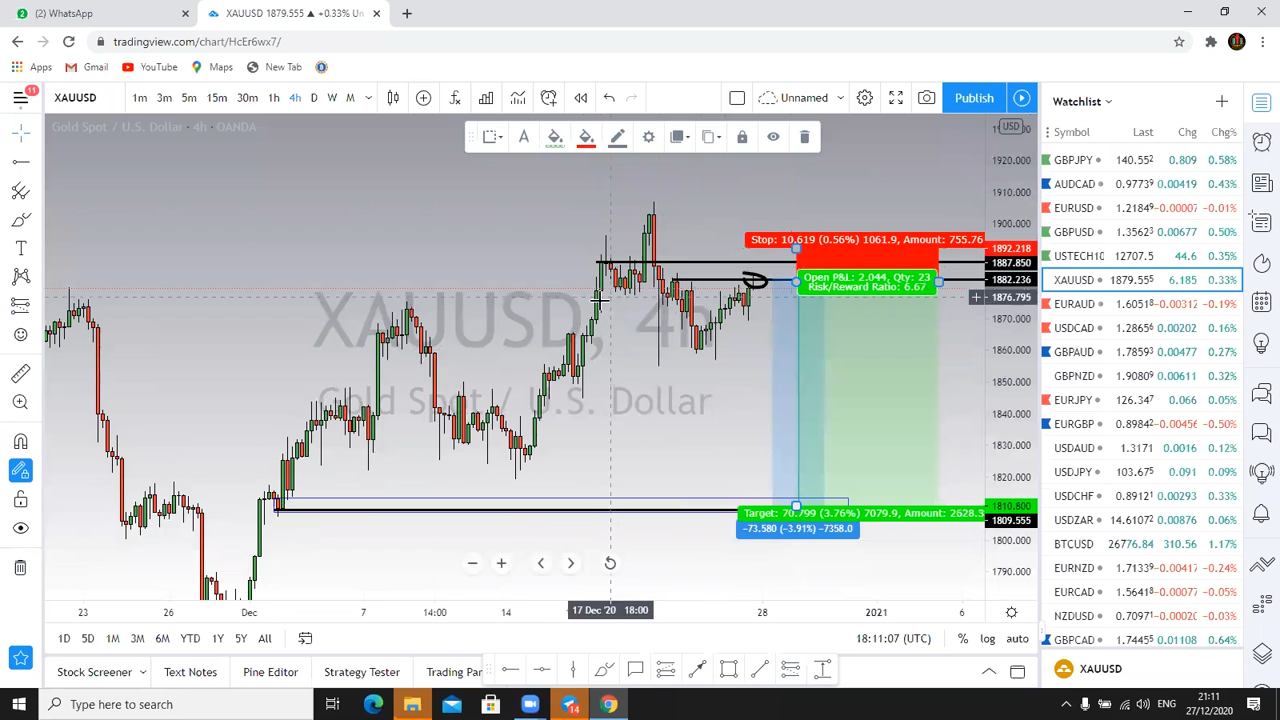 (2) WhatsApp
XAUUSD 1879.555 ▲ +0.33% Un
tradingview.com/chart/HcEr6wx7/
Apps Gmail YouTube Maps New Tab
11 XAUUSD 1m 3m 5m 15m 30m 1h 4h D W M Unnamed Publish
Watchlist
Gold Spot / U.S. Dollar · 4h · OANDA
USD
Symbol Last Chg Chg%
GBPJPY 140.552 0.809 0.58%
AUDCAD 0.97739 0.00419 0.43%
EURUSD 1.21849 −0.00007 −0.01%
GBPUSD 1.35623 0.00677 0.50%
USTECH10 12707.5 44.6 0.35%
XAUUSD 1879.555 6.185 0.33%
EURAUD 1.60518 −0.00312 −0.19%
USDCAD 1.28656 0.00202 0.16%
GBPAUD 1.78593 0.00477 0.27%
GBPNZD 1.90809 0.00611 0.32%
EURJPY 126.347 0.066 0.05%
EURGBP 0.89842 −0.00456 −0.50%
USDAUD 1.3171 0.0016 0.12%
USDJPY 103.675 0.091 0.09%
USDCHF 0.89121 0.00293 0.33%
USDZAR 14.61072 0.00876 0.06%
BTCUSD 26776.84 310.56 1.17%
EURNZD 1.71339 −0.00417 −0.24%
EURCAD 1.56418 −0.00077 −0.05%
NZDUSD 0.70971 −0.00023 −0.03%
GBPCAD 1.74455 0.01108 0.64%
XAUUSD
1920.000
1910.000
1900.000
1892.218
1887.850
1882.236
1876.795
1870.000
1860.000
1850.000
1840.000
1830.000
1820.000
1809.555
1800.000
1790.000
Stop: 10.619 (0.56%) 1061.9, Amount: 755.76
Open P&L: 2.044, Qty: 23
Risk/Reward Ratio: 6.67
XAUUSD, 4h
Gold Spot / U.S. Dollar
Target: 70.799 (3.76%) 7079.9, Amount: 2628.3
−73.580 (−3.91%) −7358.0
23 26 Dec 7 14:00 14 17 Dec '20 18:00 28 2021 6
1D 5D 1M 3M 6M YTD 1Y 5Y All 18:11:07 (UTC) % log auto
Stock Screener Text Notes Pine Editor Strategy Tester Trading Pan
Type here to search
14
ENG
21:11
27/12/2020